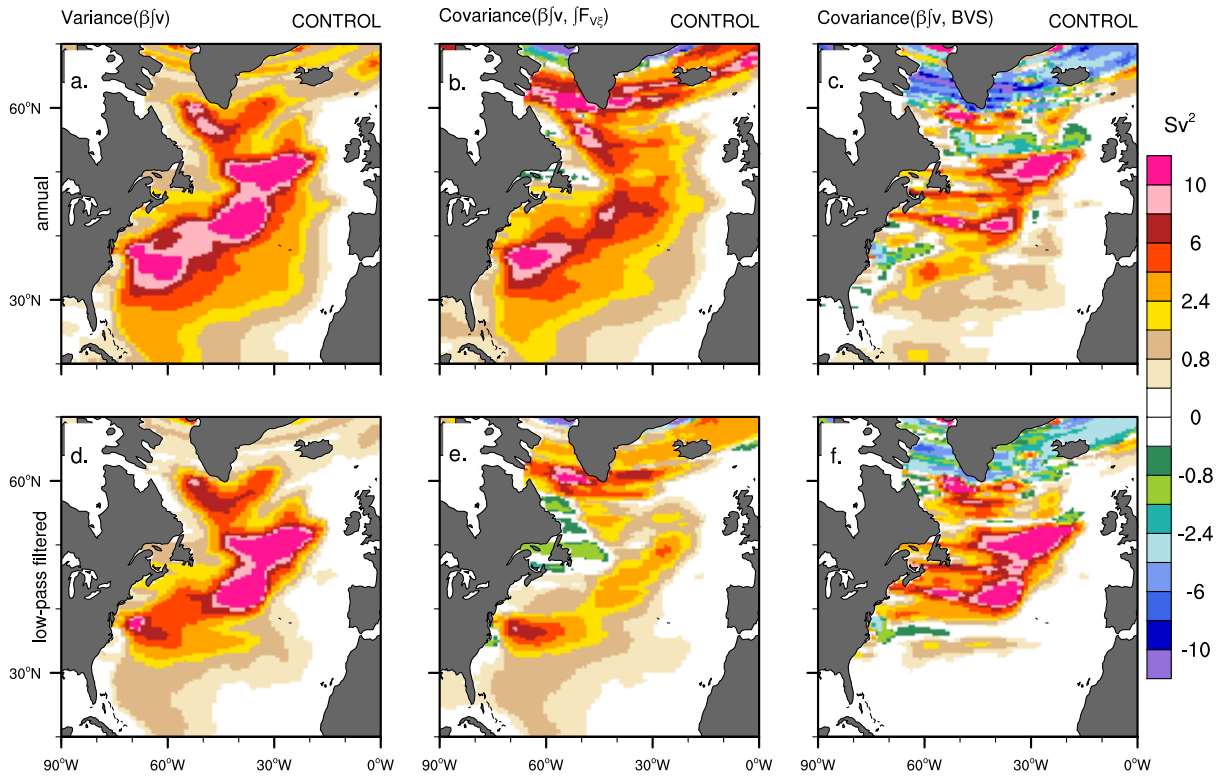 Variance(β∫v) CONTROL
Covariance(β∫v, ∫Fvξ) CONTROL
Covariance(β∫v, BVS) CONTROL
a.
b.
c.
60°N
30°N
annual
Sv²
10
6
2.4
0.8
0
-0.8
-2.4
-6
-10
d.
e.
f.
60°N
30°N
low-pass filtered
90°W 60°W 30°W 0°W
90°W 60°W 30°W 0°W
90°W 60°W 30°W 0°W